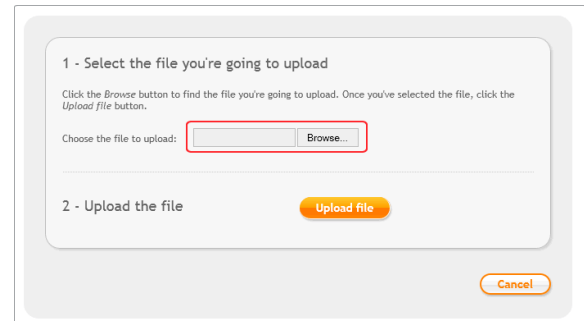 1 - Select the file you're going to upload
Click the Browse button to find the file you're going to upload. Once you've selected the file, click the
Upload file button.
Choose the file to upload: Browse...
2 - Upload the file Upload file
Cancel